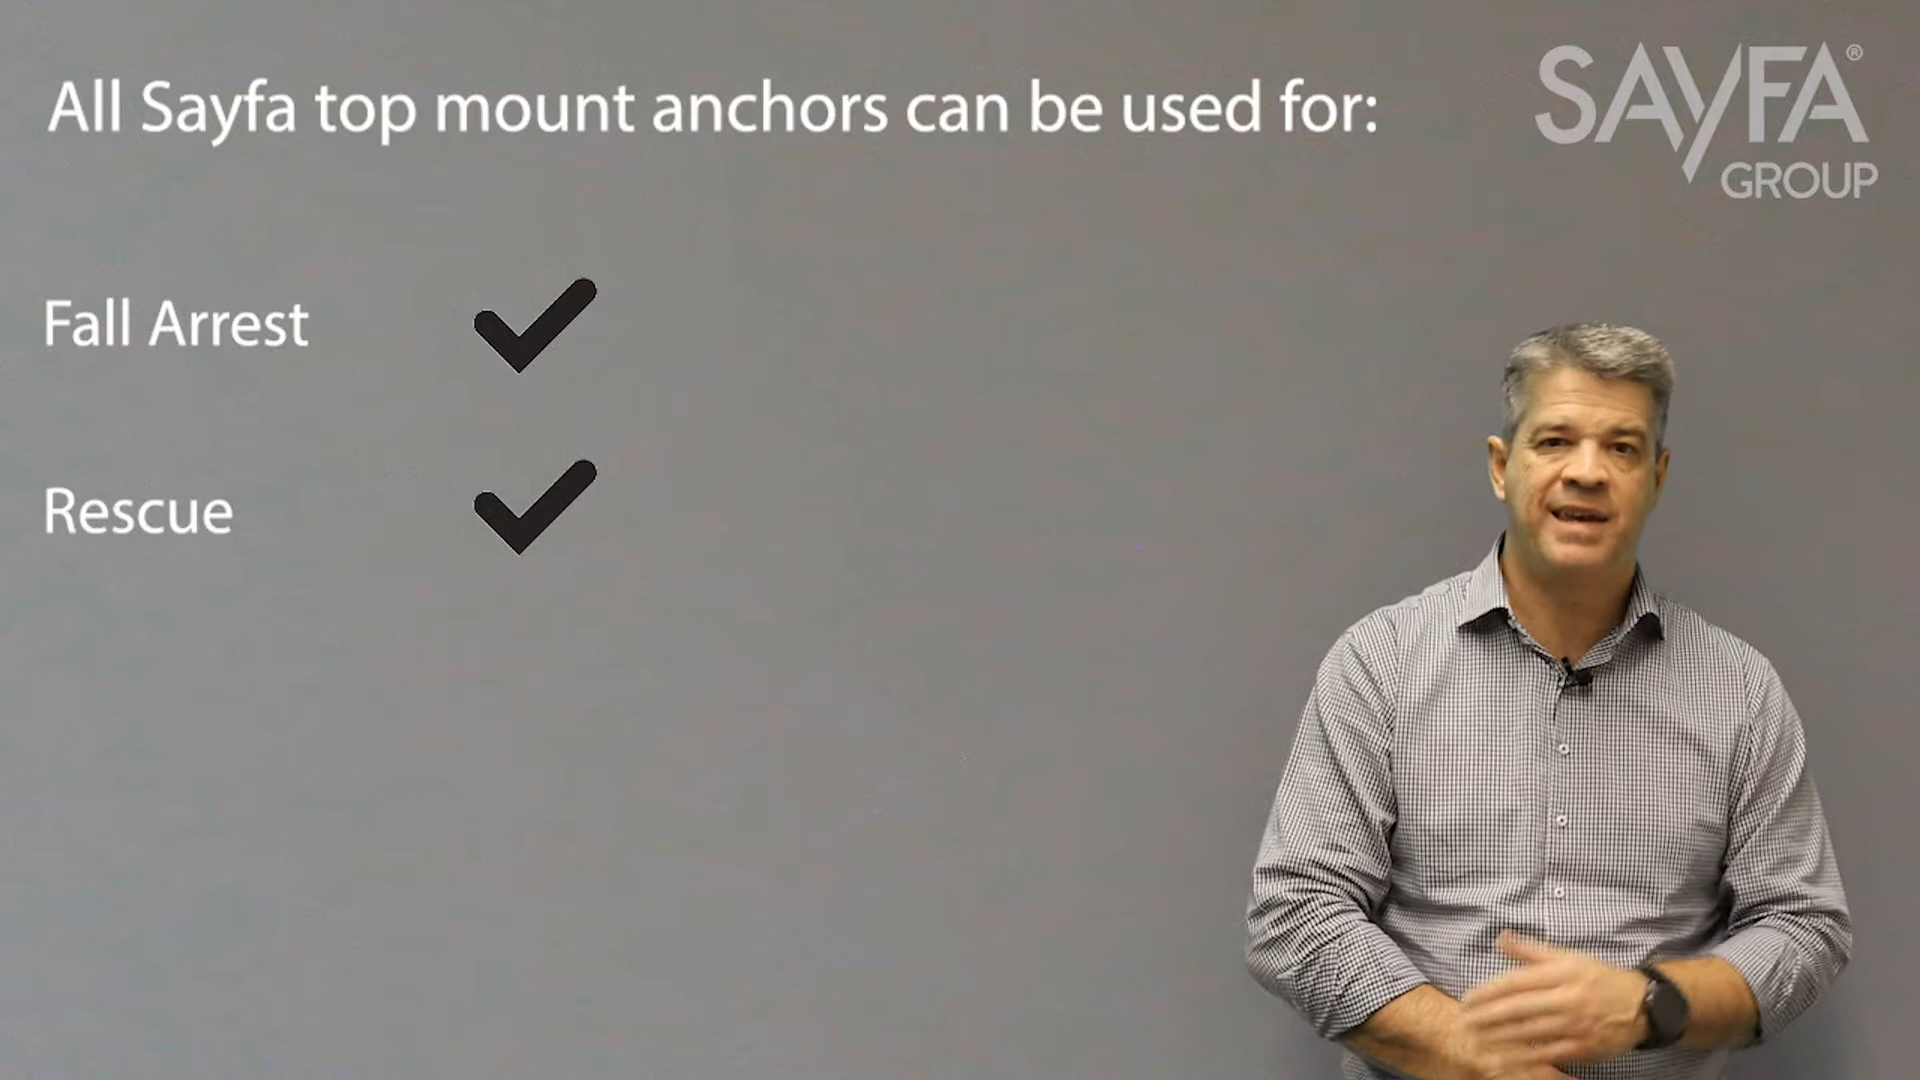 All Sayfa top mount anchors can be used for:
SAYFA®
GROUP
Fall Arrest
Rescue